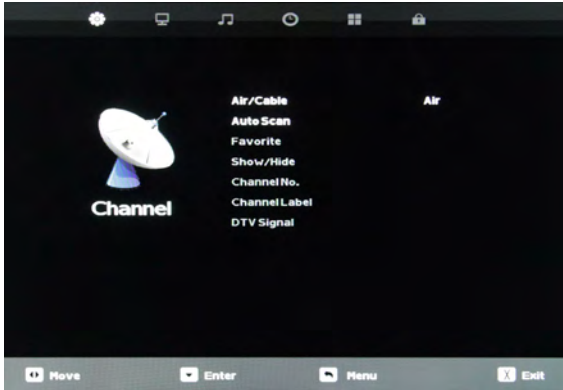 Air/Cable Air
Auto Scan
Favorite
Show/Hide
Channel No.
Channel Label
DTV Signal
Channel
Move Enter Menu X Exit